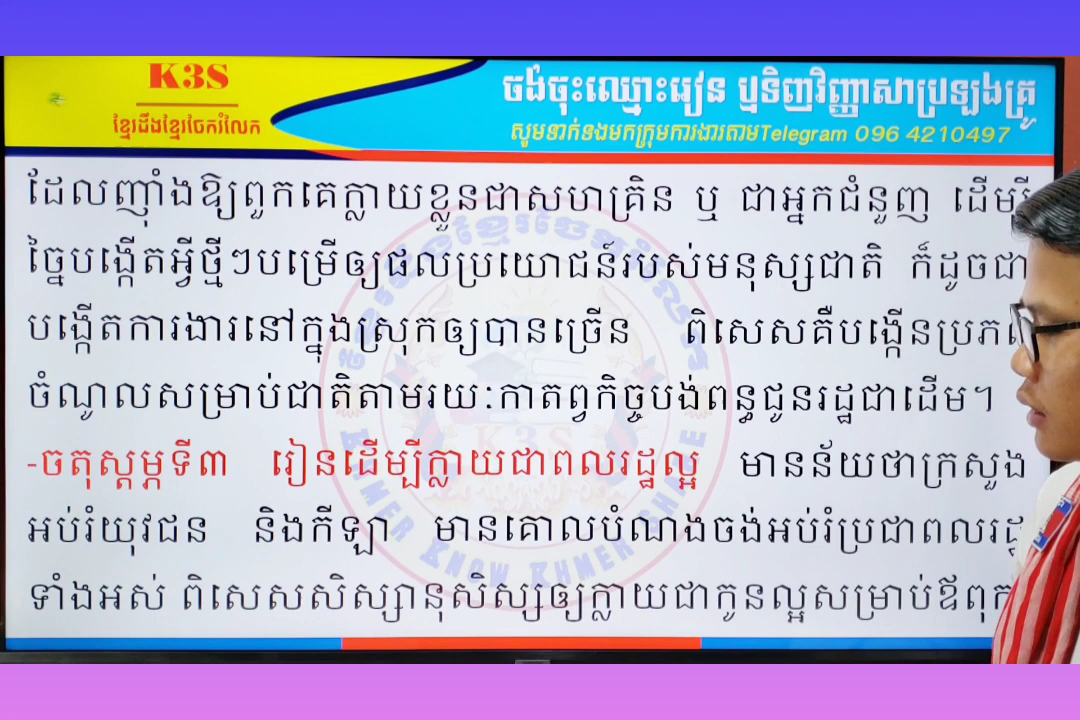 K3S
ខ្មែរដឹងខ្មែរចែករំលែក
ចង់ចុះឈ្មោះរៀន ឬទិញវិញ្ញាសាប្រឡងគ្រូ
សូមទាក់ទងមកក្រុមការងារតាមTelegram 096 4210497
ដែលញ៉ាំងឱ្យពួកគេក្លាយខ្លួនជាសហគ្រិន ឬ ជាអ្នកជំនួញ ដើម្បី
ច្នៃបង្កើតអ្វីថ្មីៗបម្រើឲ្យផលប្រយោជន៍របស់មនុស្សជាតិ ក៏ដូចជា
បង្កើតការងារនៅក្នុងស្រុកឲ្យបានច្រើន ពិសេសគឺបង្កើនប្រភព
ចំណូលសម្រាប់ជាតិតាមរយៈកាតព្វកិច្ចបង់ពន្ធជូនរដ្ឋជាដើម។
-ចតុស្តម្ភទី៣ រៀនដើម្បីក្លាយជាពលរដ្ឋល្អ មានន័យថាក្រសួង
អប់រំយុវជន និងកីឡា មានគោលបំណងចង់អប់រំប្រជាពលរដ្ឋ
ទាំងអស់ ពិសេសសិស្សានុសិស្សឲ្យក្លាយជាកូនល្អសម្រាប់ឪពុក
KHMER KNOW KHMER SHARE